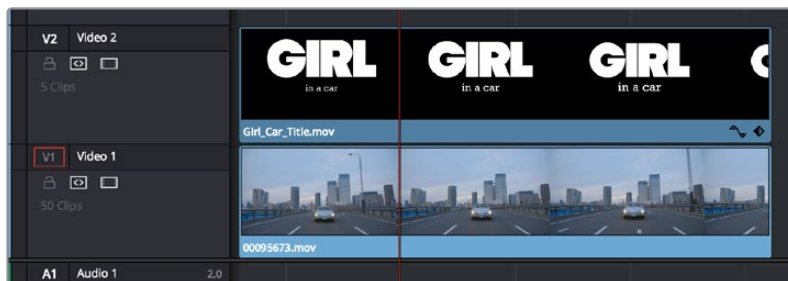 V2 Video 2
5 Clips
GIRL GIRL GIRL
in a car in a car in a car
Girl_Car_Title.mov
V1 Video 1
50 Clips
00095673.mov
A1 Audio 1 2.0